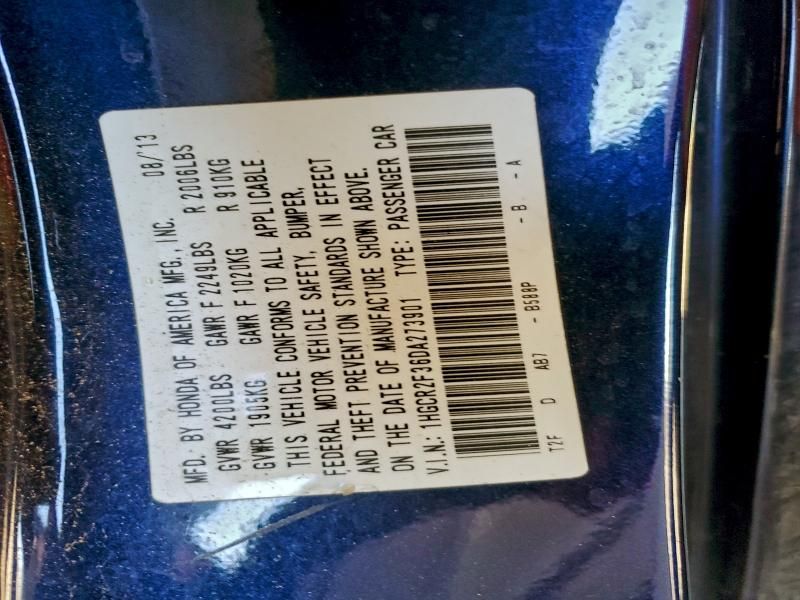 MFD. BY HONDA OF AMERICA MFG., INC. 08/'13
GVWR 4200LBS GAWR F 2249LBS R 2006LBS
GVWR 1905KG GAWR F 1020KG R 910KG
THIS VEHICLE CONFORMS TO ALL APPLICABLE
FEDERAL MOTOR VEHICLE SAFETY, BUMPER,
AND THEFT PREVENTION STANDARDS IN EFFECT
ON THE DATE OF MANUFACTURE SHOWN ABOVE.
V.I.N.: 1HGCR2F36DA273901 TYPE: PASSENGER CAR
T2F D AB7 - B588P - B - A